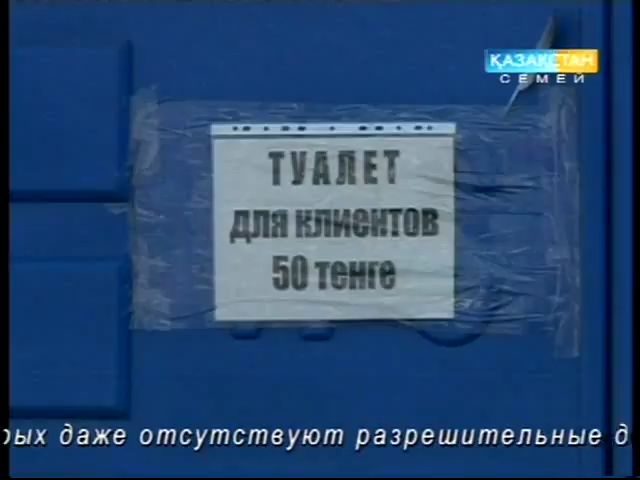 ҚАЗАҚСТАН
СЕМЕЙ
ТУАЛЕТ
ДЛЯ КЛИЕНТОВ
50 тенге
даже отсутствуют разрешительные